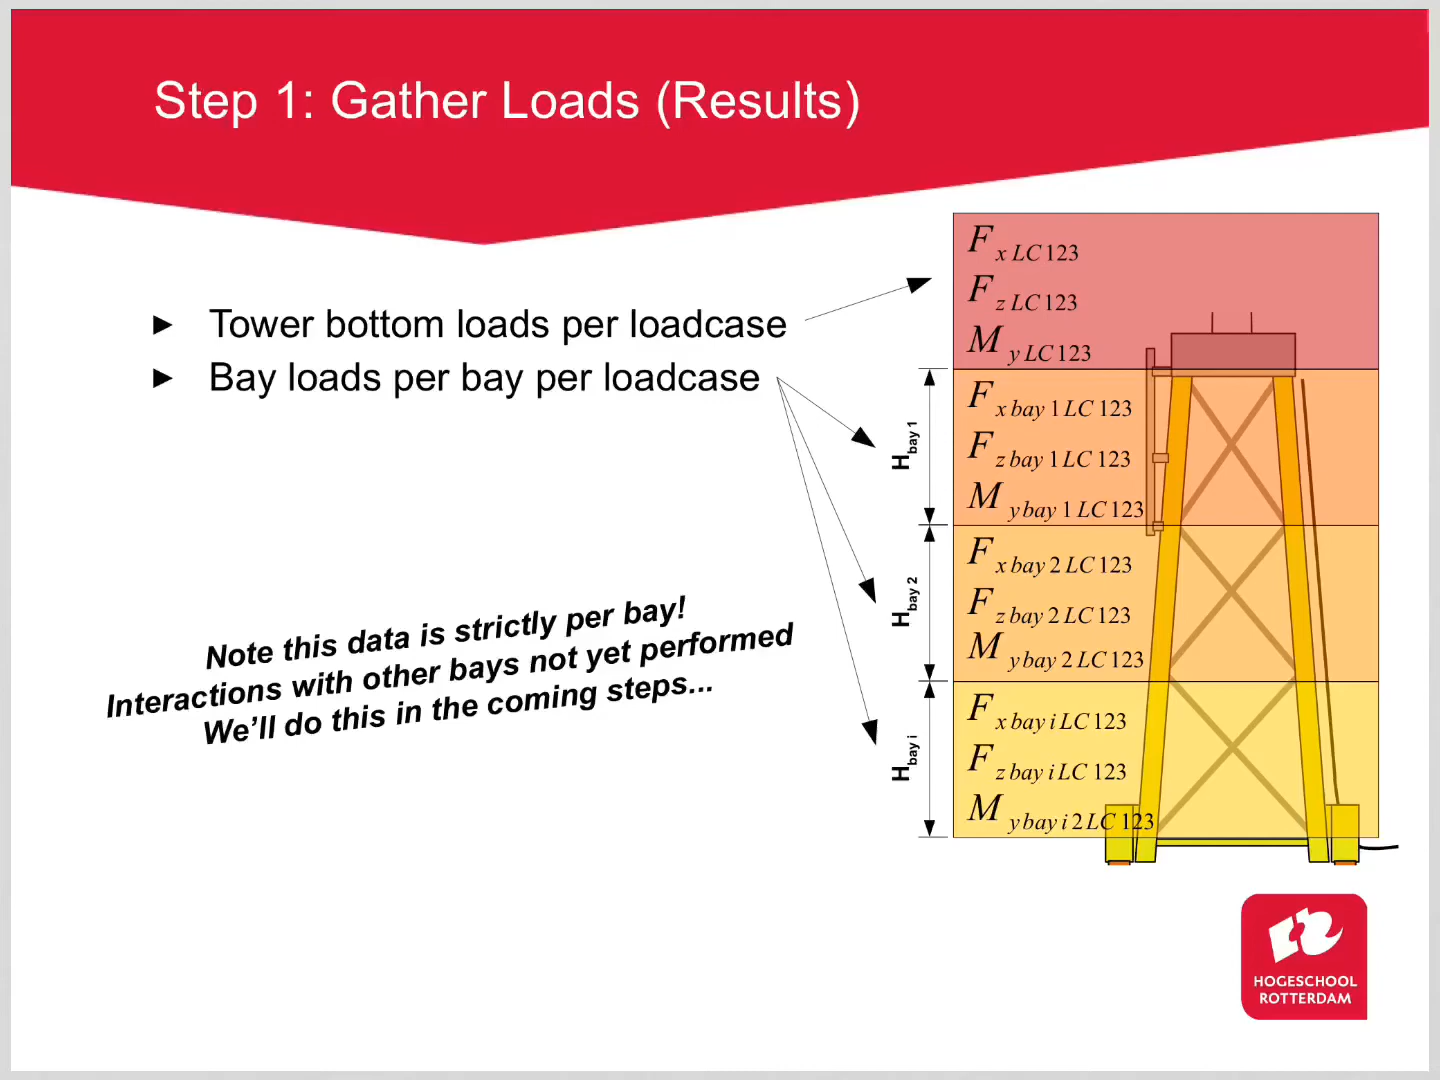 Step 1: Gather Loads (Results)
► Tower bottom loads per loadcase
► Bay loads per bay per loadcase
Note this data is strictly per bay!
Interactions with other bays not yet performed
We'll do this in the coming steps...
F x LC 123
F z LC 123
M y LC 123
H bay 1
F x bay 1 LC 123
F z bay 1 LC 123
M y bay 1 LC 123
H bay 2
F x bay 2 LC 123
F z bay 2 LC 123
M y bay 2 LC 123
H bay i
F x bay i LC 123
F z bay i LC 123
M y bay i 2 LC 123
HOGESCHOOL
ROTTERDAM